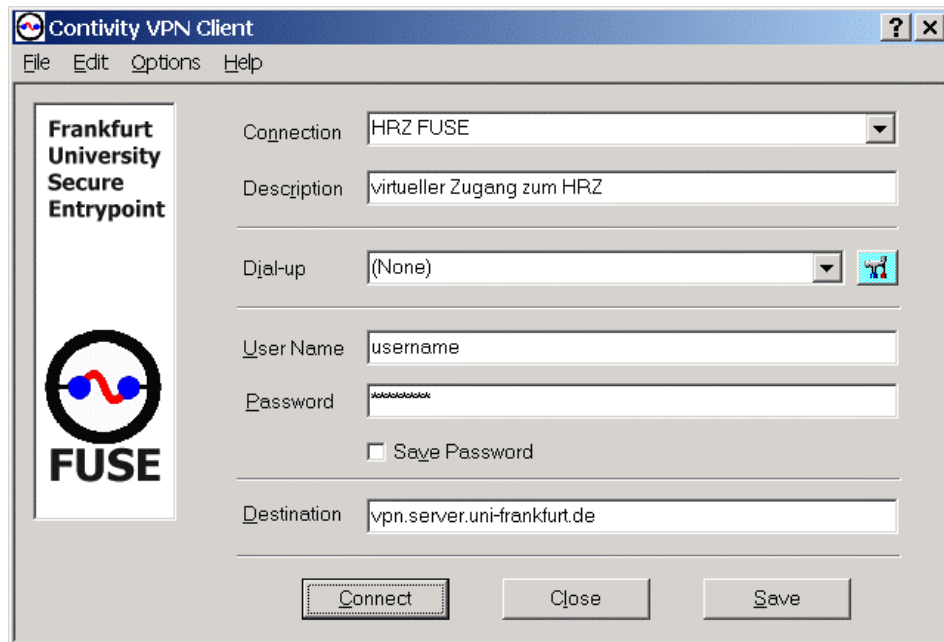 Contivity VPN Client
File Edit Options Help
Frankfurt
University
Secure
Entrypoint
FUSE
Connection HRZ FUSE
Description virtueller Zugang zum HRZ
Dial-up (None)
User Name username
Password *********
Save Password
Destination vpn.server.uni-frankfurt.de
Connect Close Save